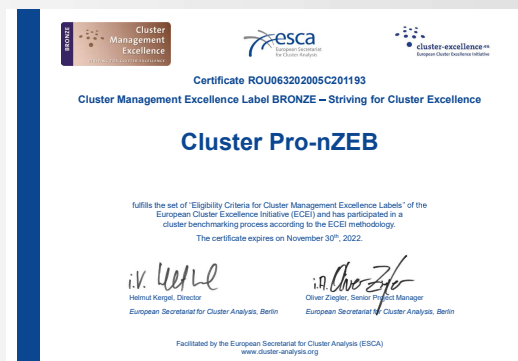 BRONZE
Cluster
Management
Excellence
esca
European Secretariat
for Cluster Analysis
cluster-excellence.eu
European Cluster Excellence Initiative
Certificate ROU063202005C201193
Cluster Management Excellence Label BRONZE – Striving for Cluster Excellence
Cluster Pro-nZEB
fulfills the set of "Eligibility Criteria for Cluster Management Excellence Labels" of the
European Cluster Excellence Initiative (ECEI) and has participated in a
cluster benchmarking process according to the ECEI methodology.
The certificate expires on November 30th, 2022.
i.V.
i.A. Oliver Ziegler
Helmut Kergel, Director
Oliver Ziegler, Senior Project Manager
European Secretariat for Cluster Analysis, Berlin
European Secretariat for Cluster Analysis, Berlin
Facilitated by the European Secretariat for Cluster Analysis (ESCA)
www.cluster-analysis.org